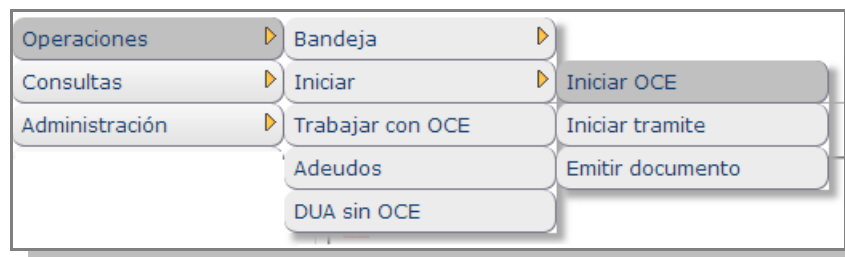 Operaciones
Consultas
Administración
Bandeja
Iniciar
Trabajar con OCE
Adeudos
DUA sin OCE
Iniciar OCE
Iniciar tramite
Emitir documento